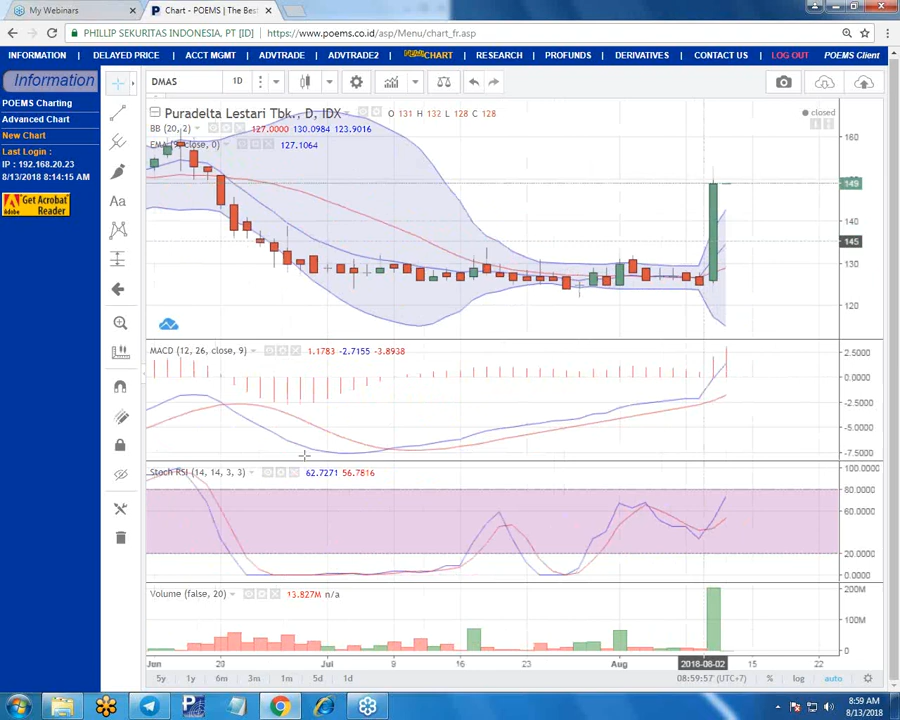 My Webinars
Chart - POEMS | The Bes
PHILLIP SEKURITAS INDONESIA. PT [ID] https://www.poems.co.id/asp/Menu/chart_fr.asp
INFORMATION DELAYED PRICE ACCT MGMT ADVTRADE ADVTRADE2 CHART RESEARCH PROFUNDS DERIVATIVES CONTACT US LOG OUT POEMS Client
Information
POEMS Charting
Advanced Chart
New Chart
Last Login :
IP : 192.168.20.23
8/13/2018 8:14:15 AM
Get Acrobat
Reader
DMAS 1D
Puradelta Lestari Tbk., D, IDX O 131 H 132 L 128 C 128
closed
BB (20, 2) 127.0000 130.0984 123.9016
close, 0) 127.1064
160
149
145
140
130
120
MACD (12, 26, close, 9) 1.1783 -2.7155 -3.8938
2.5000
0.0000
-2.5000
-5.0000
-7.5000
Stoch RSI (14, 14, 3, 3) 62.7271 56.7816
100.0000
80.0000
60.0000
20.0000
0.0000
Volume (false, 20) 13.827M n/a
200M
100M
0
Jun 20 Jul 9 16 23 Aug 2018-08-02 15 22
5y 1y 6m 3m 1m 5d 1d 08:59:57 (UTC+7) % log auto
8:59 AM
8/13/2018